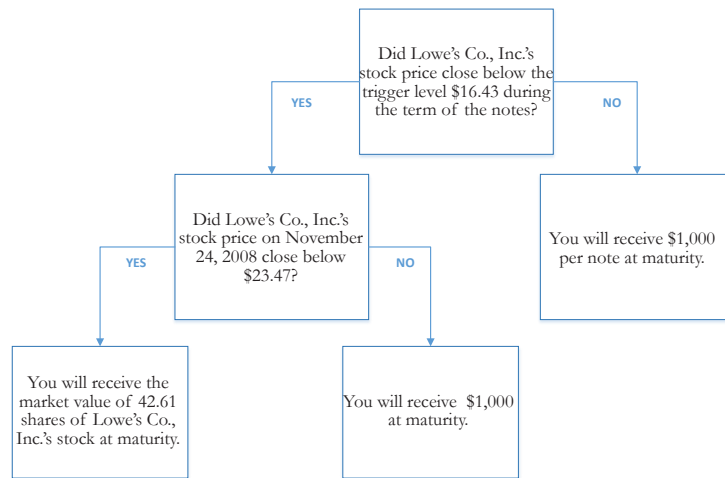 Did Lowe's Co., Inc.'s
stock price close below the
trigger level $16.43 during
the term of the notes?
YES
NO
Did Lowe's Co., Inc.'s
stock price on November
24, 2008 close below
$23.47?
You will receive $1,000
per note at maturity.
YES
NO
You will receive the
market value of 42.61
shares of Lowe's Co.,
Inc.'s stock at maturity.
You will receive $1,000
at maturity.